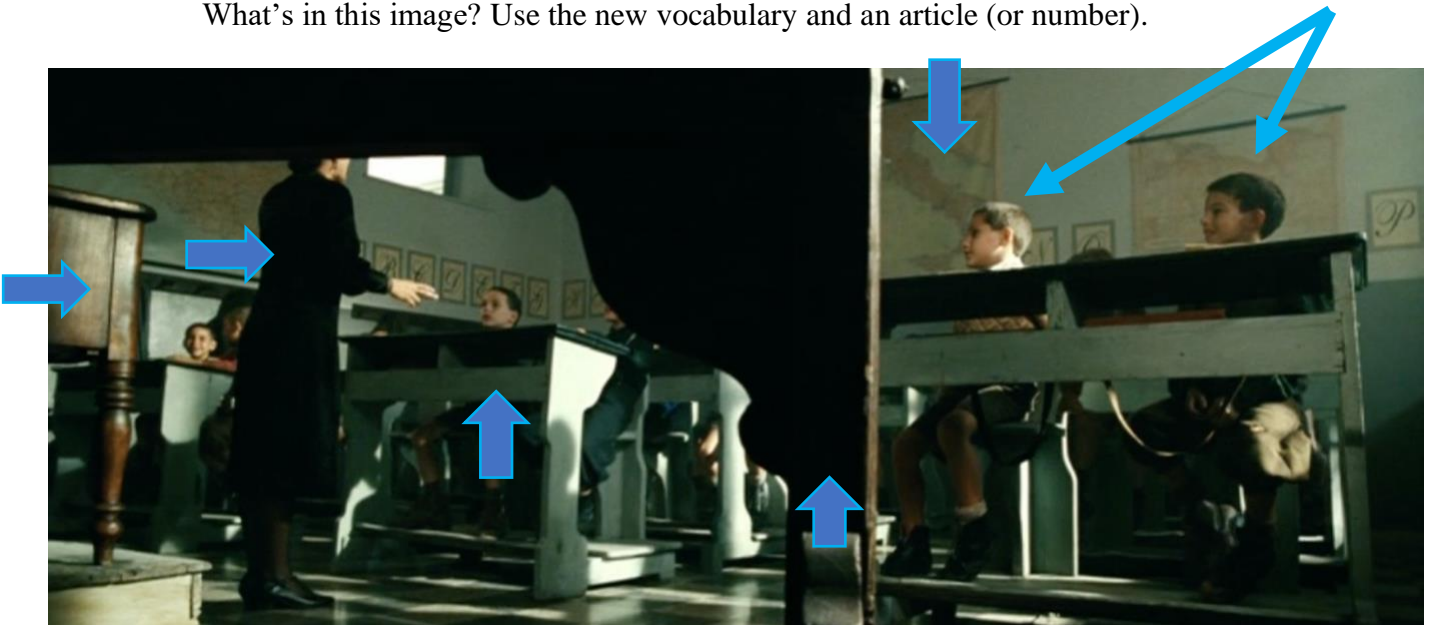 What's in this image? Use the new vocabulary and an article (or number).
P